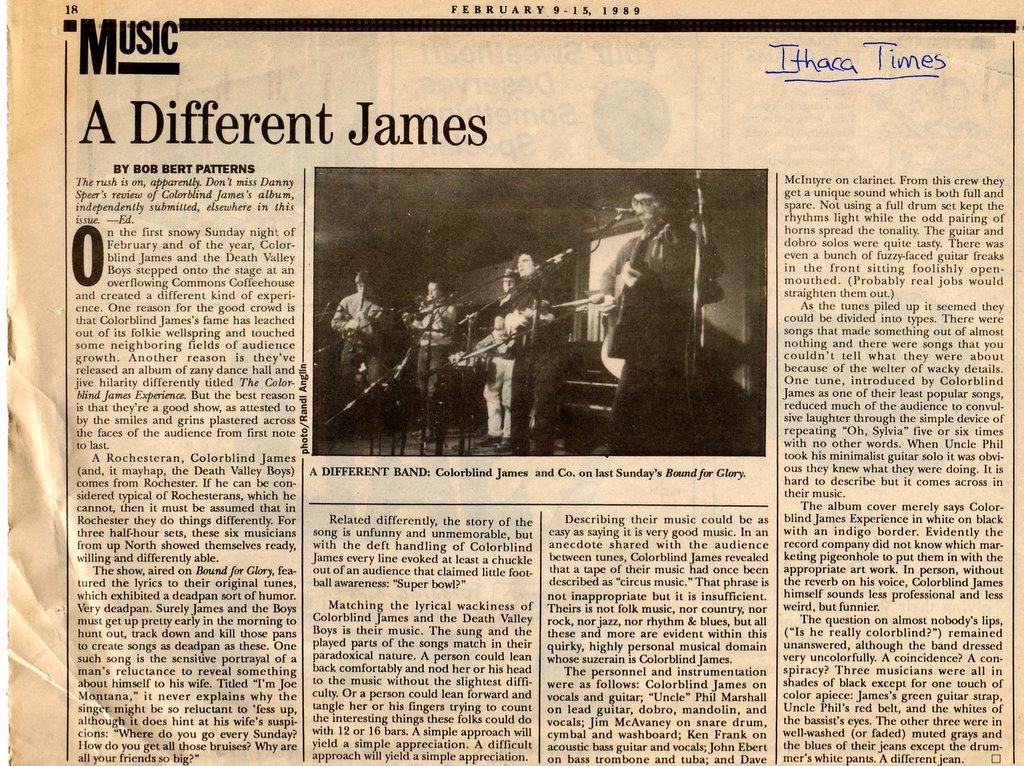 18
FEBRUARY 9-15, 1989
MUSIC
Ithaca Times
A Different James
BY BOB BERT PATTERNS
The rush is on, apparently. Don't miss Danny
Speer's review of Colorblind James's album,
independently submitted, elsewhere in this
issue. —Ed.
On the first snowy Sunday night of
February and of the year, Color-
blind James and the Death Valley
Boys stepped onto the stage at an
overflowing Commons Coffeehouse
and created a different kind of experi-
ence. One reason for the good crowd is
that Colorblind James's fame has leached
out of its folkie wellspring and touched
some neighboring fields of audience
growth. Another reason is they've
released an album of zany dance hall and
jive hilarity differently titled The Color-
blind James Experience. But the best reason
is that they're a good show, as attested to
by the smiles and grins plastered across
the faces of the audience from first note
to last.
A Rochesteran, Colorblind James
(and, it mayhap, the Death Valley Boys)
comes from Rochester. If he can be con-
sidered typical of Rochesterans, which he
cannot, then it must be assumed that in
Rochester they do things differently. For
three half-hour sets, these six musicians
from up North showed themselves ready,
willing and differently able.
The show, aired on Bound for Glory, fea-
tured the lyrics to their original tunes,
which exhibited a deadpan sort of humor.
Very deadpan. Surely James and the Boys
must get up pretty early in the morning to
hunt out, track down and kill those pans
to create songs as deadpan as these. One
such song is the sensitive portrayal of a
man's reluctance to reveal something
about himself to his wife. Titled "I'm Joe
Montana," it never explains why the
singer might be so reluctant to 'fess up,
although it does hint at his wife's suspi-
cions: "Where do you go every Sunday?
How do you get all those bruises? Why are
all your friends so big?"
photo/Randi Anglin
A DIFFERENT BAND: Colorblind James and Co. on last Sunday's Bound for Glory.
Related differently, the story of the
song is unfunny and unmemorable, but
with the deft handling of Colorblind
James every line evoked at least a chuckle
out of an audience that claimed little foot-
ball awareness: "Super bowl?"
Matching the lyrical wackiness of
Colorblind James and the Death Valley
Boys is their music. The sung and the
played parts of the songs match in their
paradoxical nature. A person could lean
back comfortably and nod her or his head
to the music without the slightest diffi-
culty. Or a person could lean forward and
tangle her or his fingers trying to count
the interesting things these folks could do
with 12 or 16 bars. A simple approach will
yield a simple appreciation. A difficult
approach will yield a simple appreciation.
Describing their music could be as
easy as saying it is very good music. In an
anecdote shared with the audience
between tunes, Colorblind James revealed
that a tape of their music had once been
described as "circus music." That phrase is
not inappropriate but it is insufficient.
Theirs is not folk music, nor country, nor
rock, nor jazz, nor rhythm & blues, but all
these and more are evident within this
quirky, highly personal musical domain
whose suzerain is Colorblind James.
The personnel and instrumentation
were as follows: Colorblind James on
vocals and guitar; "Uncle" Phil Marshall
on lead guitar, dobro, mandolin, and
vocals; Jim McAvaney on snare drum,
cymbal and washboard; Ken Frank on
acoustic bass guitar and vocals; John Ebert
on bass trombone and tuba; and Dave
McIntyre on clarinet. From this crew they
get a unique sound which is both full and
spare. Not using a full drum set kept the
rhythms light while the odd pairing of
horns spread the tonality. The guitar and
dobro solos were quite tasty. There was
even a bunch of fuzzy-faced guitar freaks
in the front sitting foolishly open-
mouthed. (Probably real jobs would
straighten them out.)
As the tunes piled up it seemed they
could be divided into types. There were
songs that made something out of almost
nothing and there were songs that you
couldn't tell what they were about
because of the welter of wacky details.
One tune, introduced by Colorblind
James as one of their least popular songs,
reduced much of the audience to convul-
sive laughter through the simple device of
repeating "Oh, Sylvia" five or six times
with no other words. When Uncle Phil
took his minimalist guitar solo it was obvi-
ous they knew what they were doing. It is
hard to describe but it comes across in
their music.
The album cover merely says Color-
blind James Experience in white on black
with an indigo border. Evidently the
record company did not know which mar-
keting pigeonhole to put them in with the
appropriate art work. In person, without
the reverb on his voice, Colorblind James
himself sounds less professional and less
weird, but funnier.
The question on almost nobody's lips,
("Is he really colorblind?") remained
unanswered, although the band dressed
very uncolorfully. A coincidence? A con-
spiracy? Three musicians were all in
shades of black except for one touch of
color apiece: James's green guitar strap,
Uncle Phil's red belt, and the whites of
the bassist's eyes. The other three were in
well-washed (or faded) muted grays and
the blues of their jeans except the drum-
mer's white pants. A different jean. □